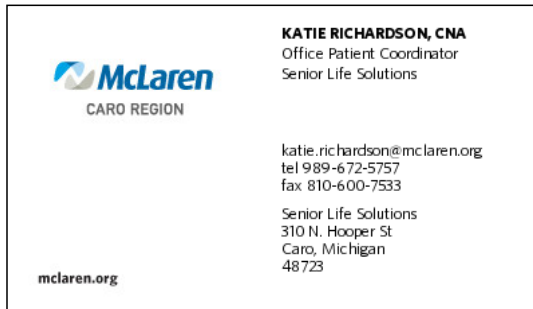 McLaren
CARO REGION
mclaren.org
KATIE RICHARDSON, CNA
Office Patient Coordinator
Senior Life Solutions
katie.richardson@mclaren.org
tel 989-672-5757
fax 810-600-7533
Senior Life Solutions
310 N. Hooper St
Caro, Michigan
48723